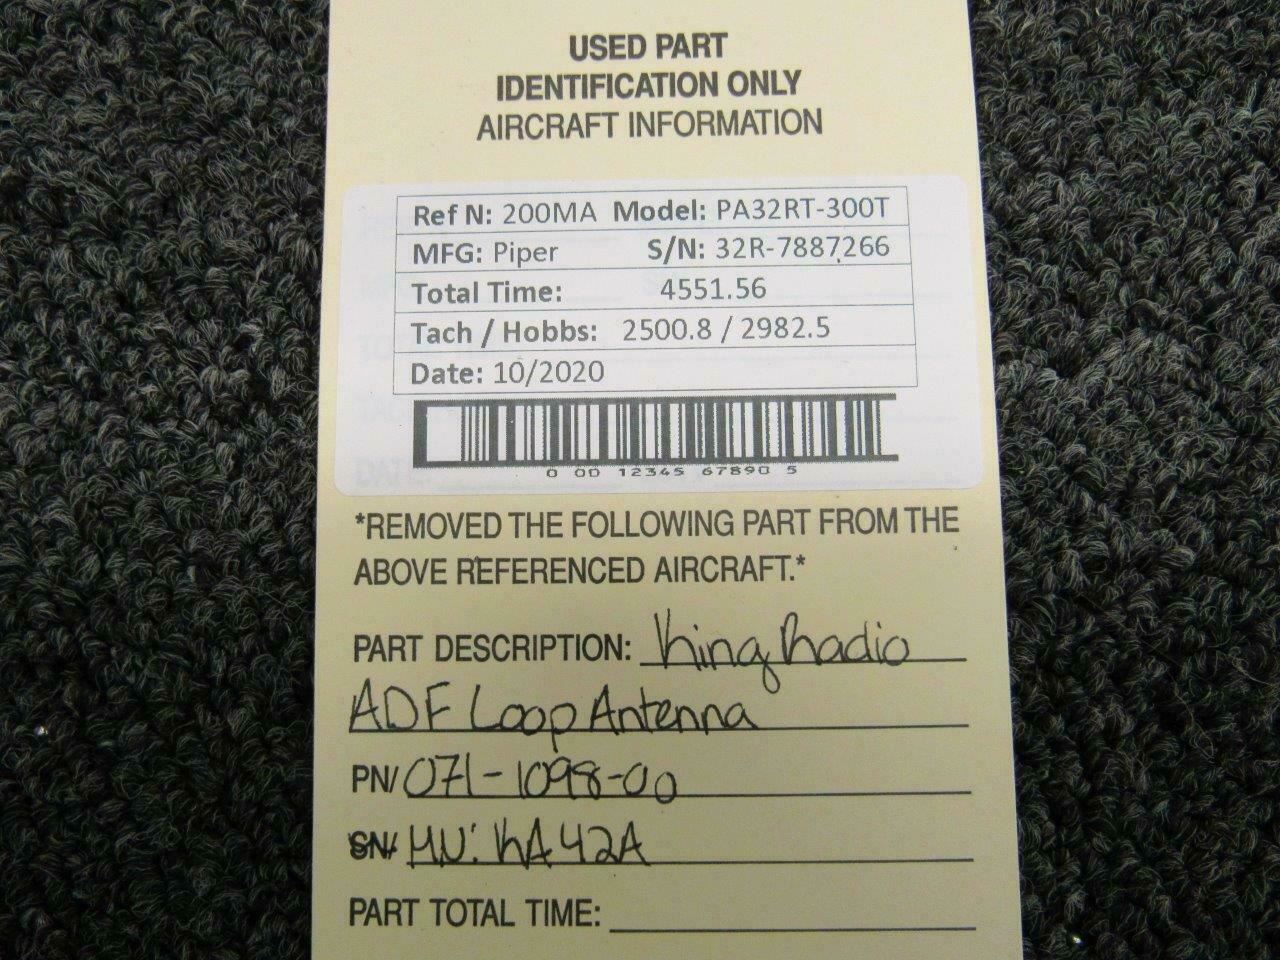 USED PART
IDENTIFICATION ONLY
AIRCRAFT INFORMATION
Ref N: 200MA Model: PA32RT-300T
MFG: Piper S/N: 32R-7887266
Total Time: 4551.56
Tach / Hobbs: 2500.8 / 2982.5
Date: 10/2020
0 00 12345 67890 5
*REMOVED THE FOLLOWING PART FROM THE
ABOVE REFERENCED AIRCRAFT.*
PART DESCRIPTION: King Radio
ADF Loop Antenna
PN/ 071-1098-00
SN/ M.N: KA42A
PART TOTAL TIME: